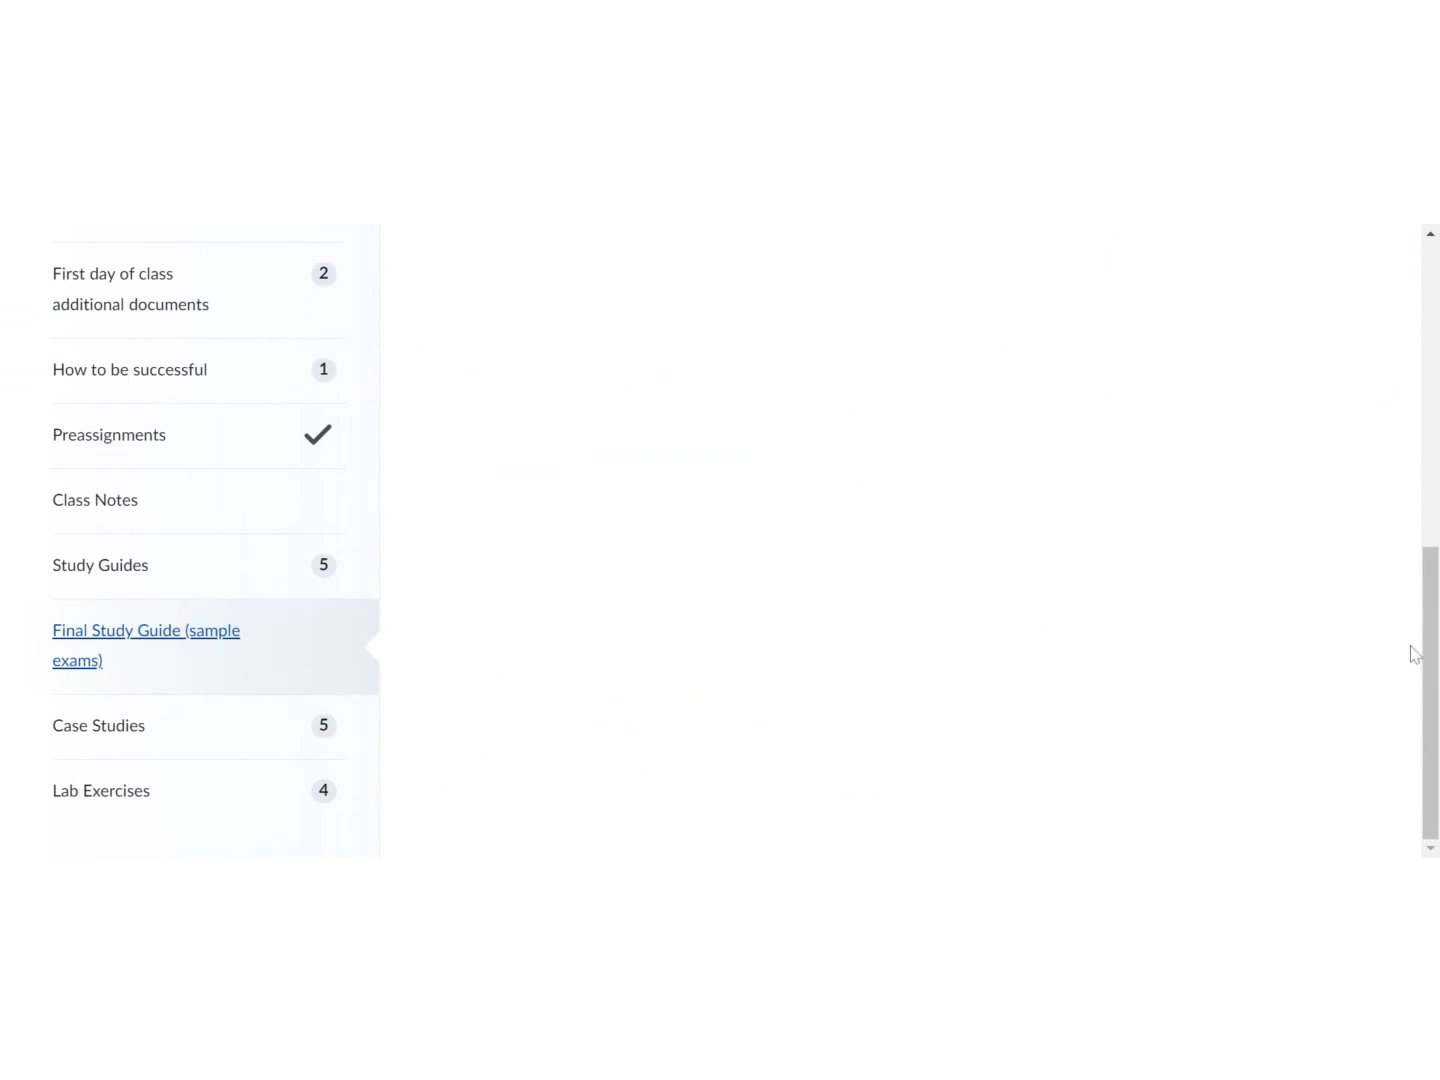 First day of class 2
additional documents
How to be successful 1
Preassignments
Class Notes
Study Guides 5
Final Study Guide (sample
exams)
Case Studies 5
Lab Exercises 4